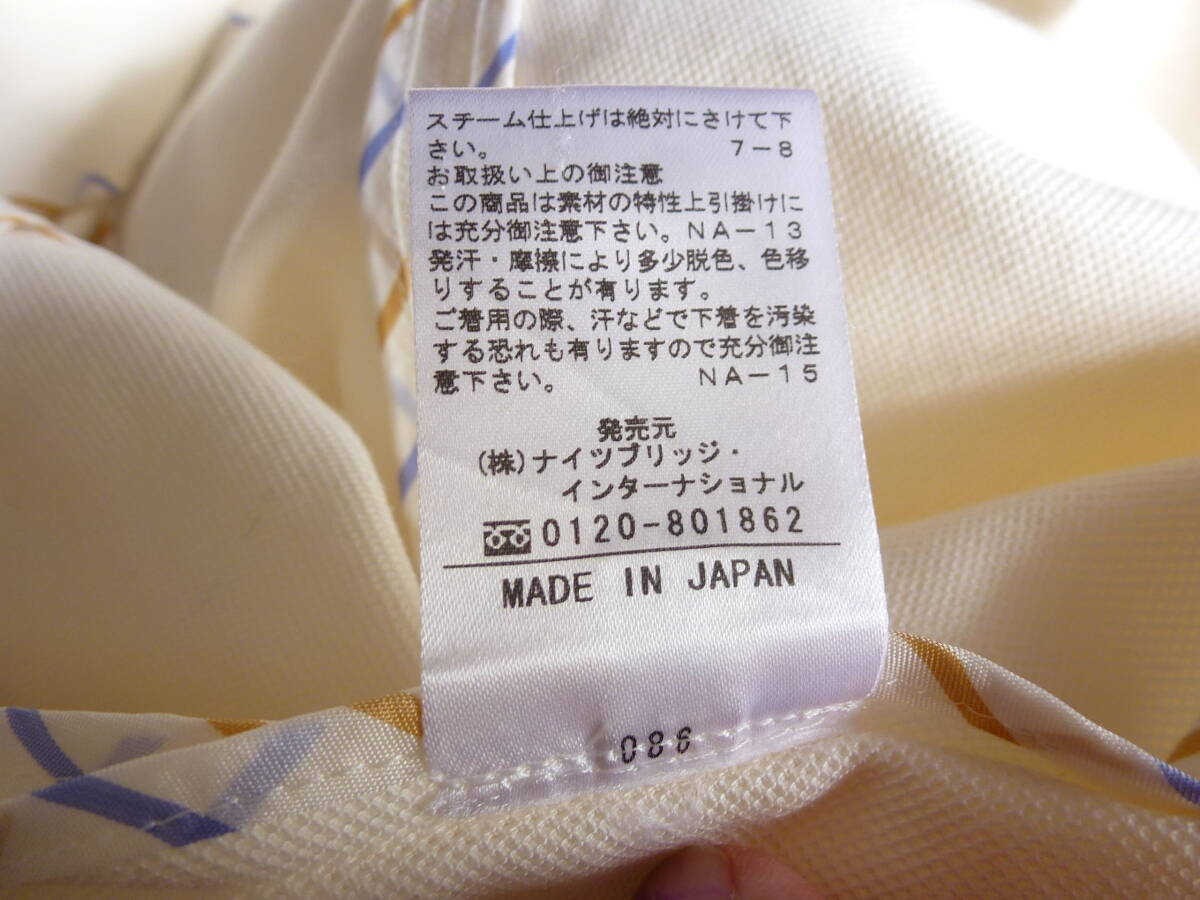 スチーム仕上げは絶対にさけて下
さい。 7-8
お取扱い上の御注意
この商品は素材の特性上引掛けに
は充分御注意下さい。NA-13
発汗・摩擦により多少脱色、色移
りすることが有ります。
ご着用の際、汗などで下着を汚染
する恐れも有りますので充分御注
意下さい。 NA-15
発売元
(株)ナイツブリッジ・
インターナショナル
0120-801862
MADE IN JAPAN
086